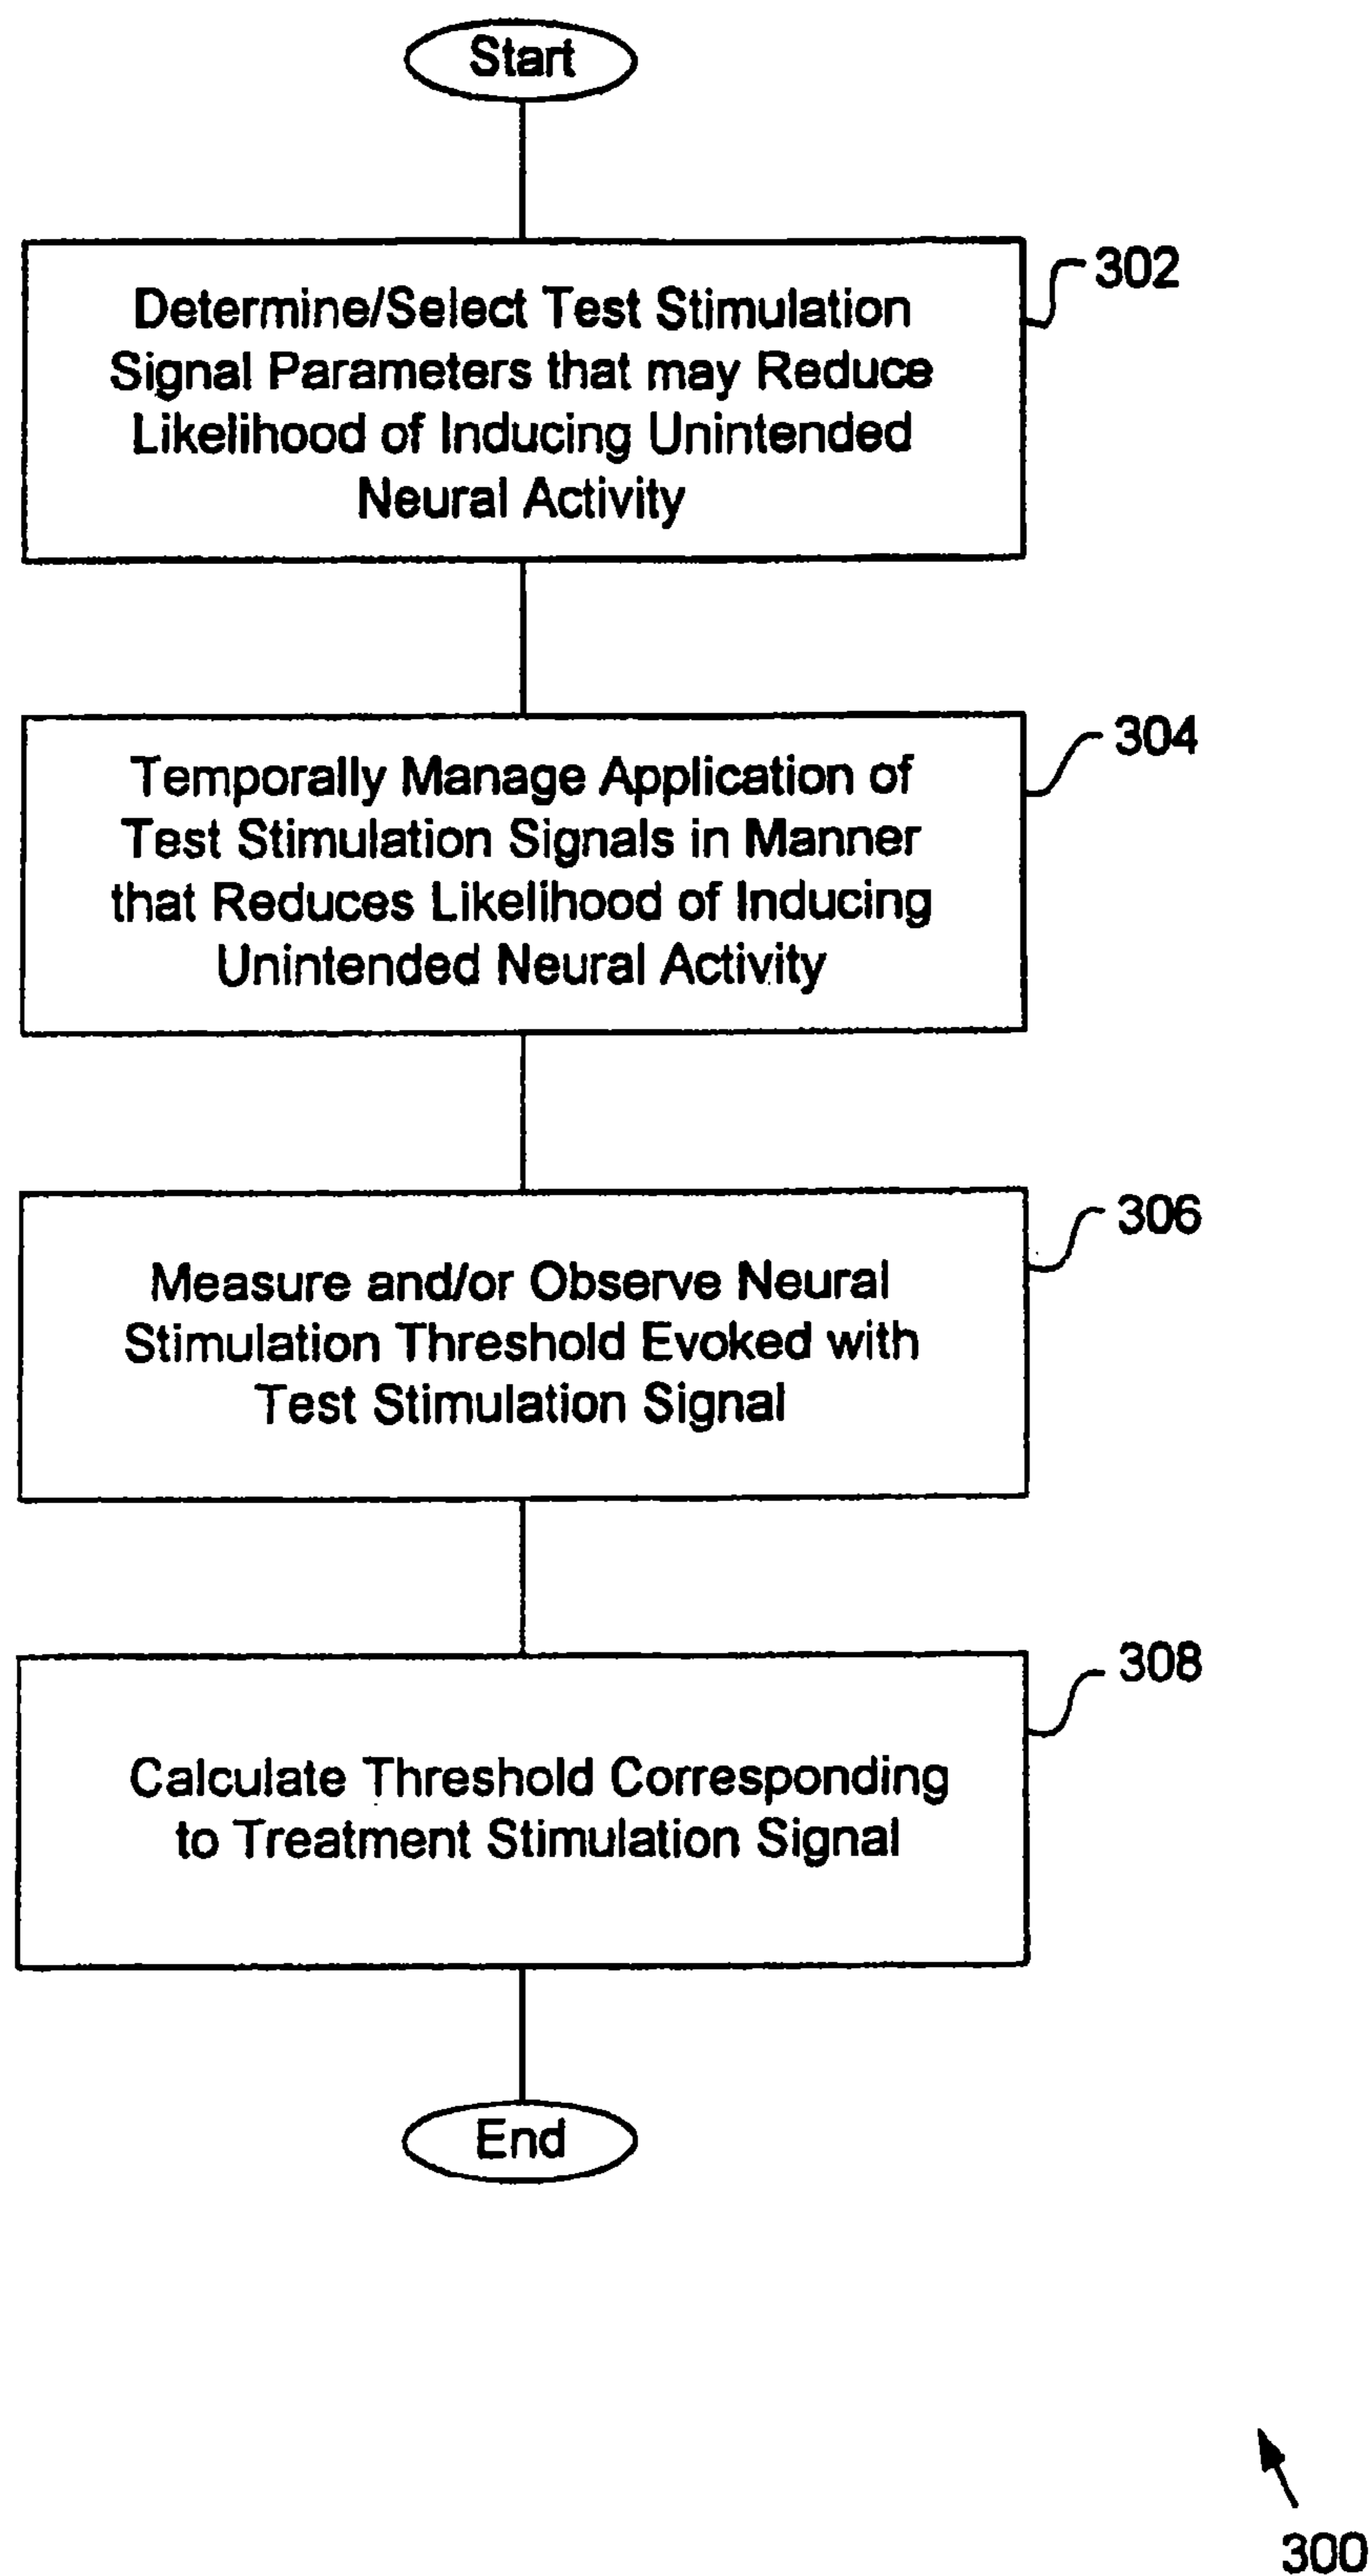 Start
302
Determine/Select Test Stimulation
Signal Parameters that may Reduce
Likelihood of Inducing Unintended
Neural Activity
304
Temporally Manage Application of
Test Stimulation Signals in Manner
that Reduces Likelihood of Inducing
Unintended Neural Activity
306
Measure and/or Observe Neural
Stimulation Threshold Evoked with
Test Stimulation Signal
308
Calculate Threshold Corresponding
to Treatment Stimulation Signal
End
300